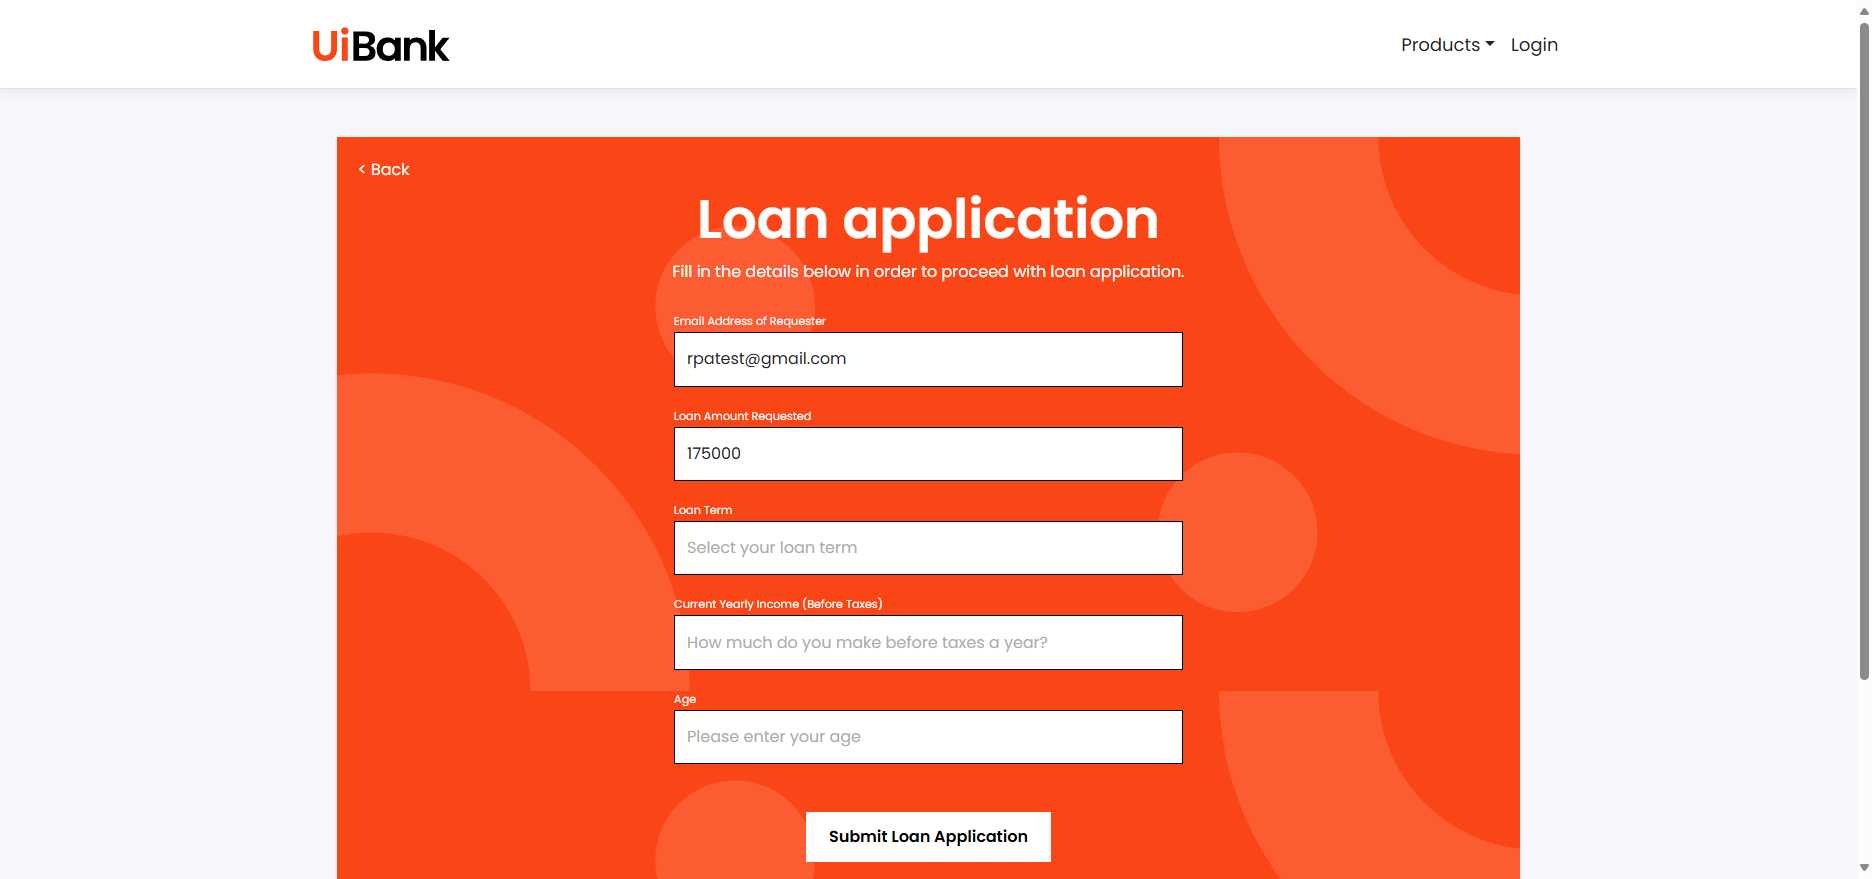 UiBank
Products Login
< Back
Loan application
Fill in the details below in order to proceed with loan application.
Email Address of Requester
rpatest@gmail.com
Loan Amount Requested
175000
Loan Term
Select your loan term
Current Yearly Income (Before Taxes)
How much do you make before taxes a year?
Age
Please enter your age
Submit Loan Application